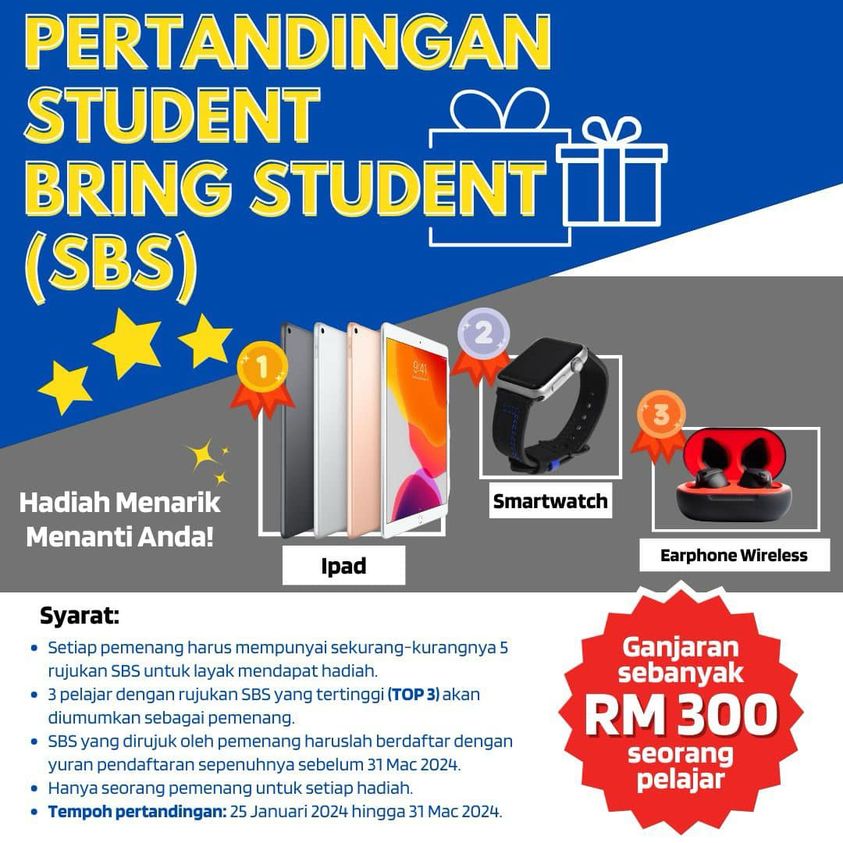 PERTANDINGAN
STUDENT
BRING STUDENT
(SBS)
1
9:41
2
3
Hadiah Menarik
Menanti Anda!
Smartwatch
Ipad
Earphone Wireless
Syarat:
• Setiap pemenang harus mempunyai sekurang-kurangnya 5
rujukan SBS untuk layak mendapat hadiah.
• 3 pelajar dengan rujukan SBS yang tertinggi (TOP 3) akan
diumumkan sebagai pemenang.
• SBS yang dirujuk oleh pemenang haruslah berdaftar dengan
yuran pendaftaran sepenuhnya sebelum 31 Mac 2024.
• Hanya seorang pemenang untuk setiap hadiah.
• Tempoh pertandingan: 25 Januari 2024 hingga 31 Mac 2024.
Ganjaran
sebanyak
RM 300
seorang
pelajar